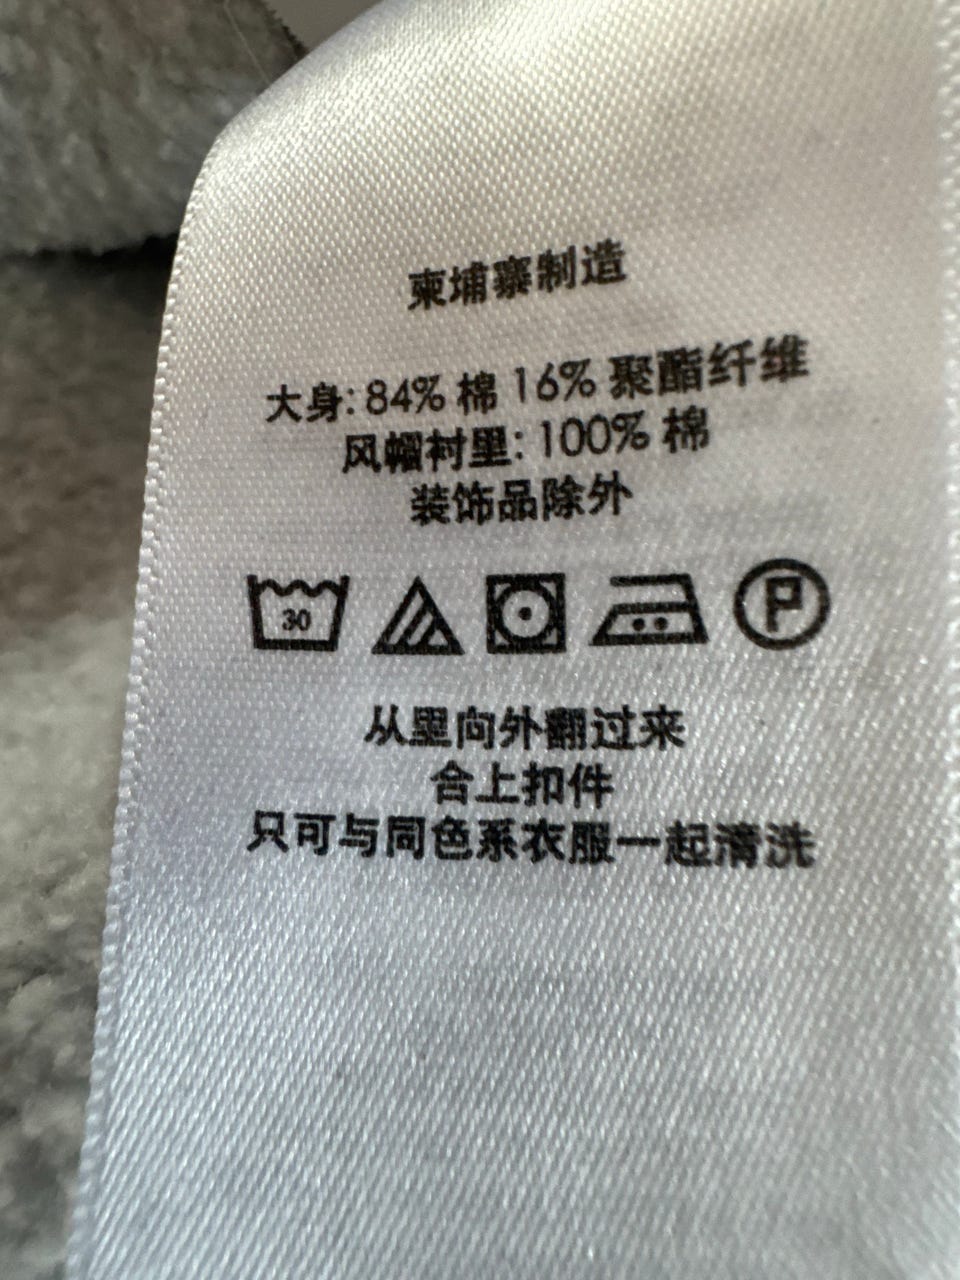 柬埔寨制造
大身: 84% 棉 16% 聚酯纤维
风帽衬里: 100% 棉
装饰品除外
30
P
从里向外翻过来
合上扣件
只可与同色系衣服一起清洗